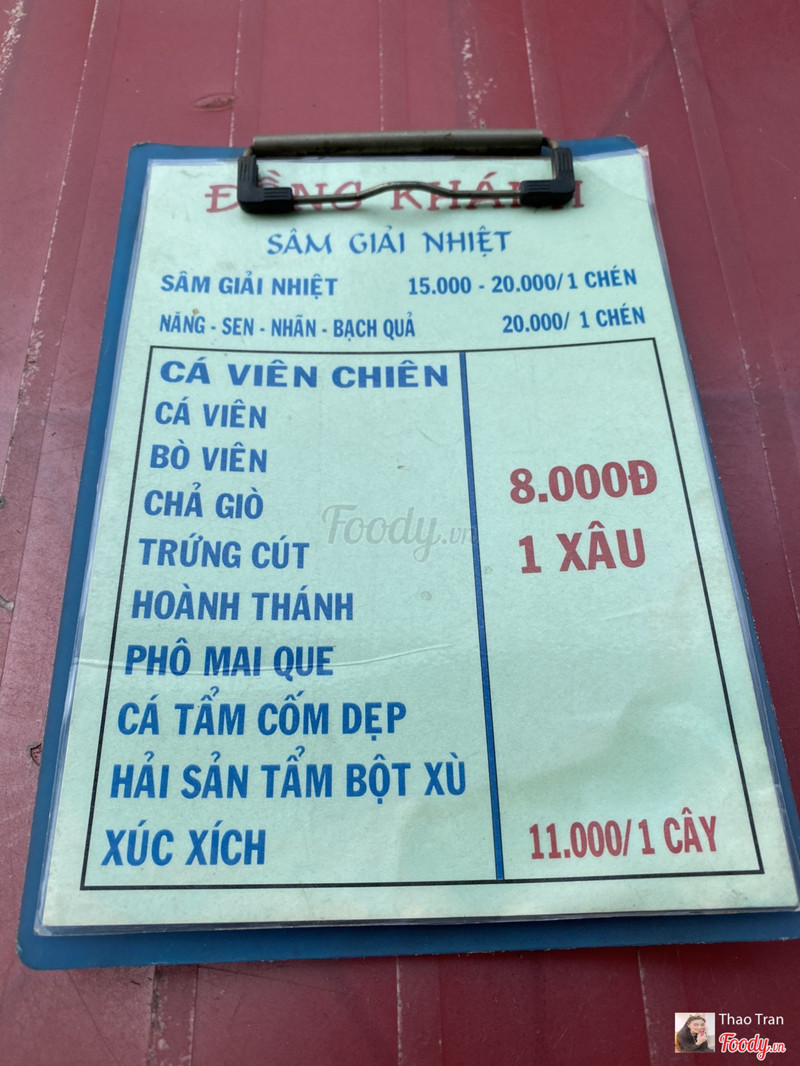 ĐỒNG KHÁNH
SÂM GIẢI NHIỆT
SÂM GIẢI NHIỆT 15.000 - 20.000/1 CHÉN
NĂNG - SEN - NHÃN - BẠCH QUẢ 20.000/ 1 CHÉN
CÁ VIÊN CHIÊN
CÁ VIÊN
BÒ VIÊN
CHẢ GIÒ
TRỨNG CÚT
HOÀNH THÁNH
PHÔ MAI QUE
CÁ TẨM CỐM DẸP
HẢI SẢN TẨM BỘT XÙ
8.000Đ
1 XÂU
XÚC XÍCH 11.000/1 CÂY
Foody.vn
Thao Tran
Foody.vn